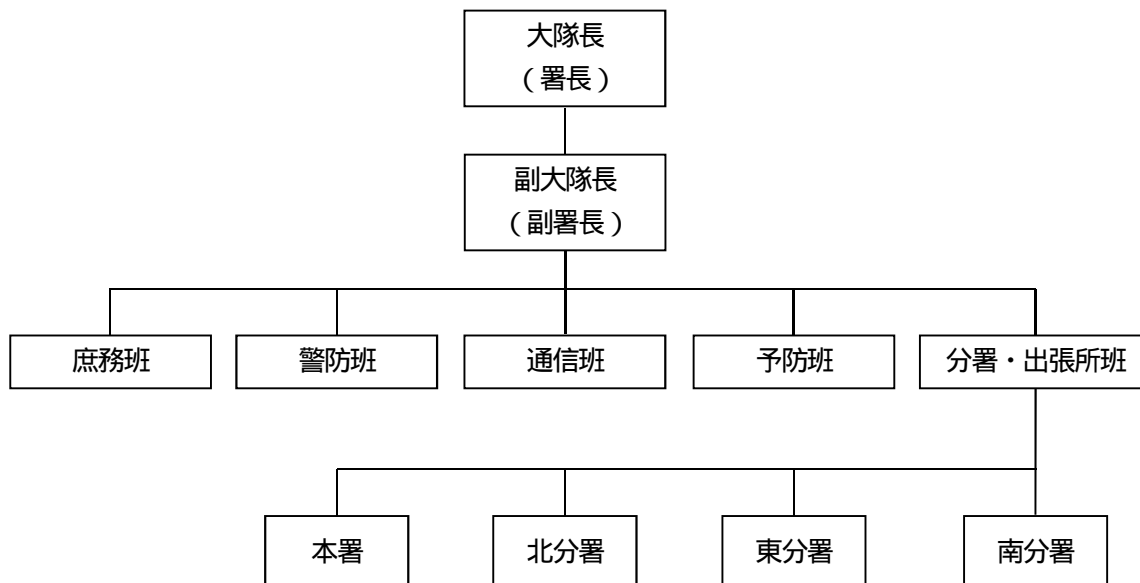 大隊長
（署長）
副大隊長
（副署長）
庶務班
警防班
通信班
予防班
分署・出張所班
本署
北分署
東分署
南分署